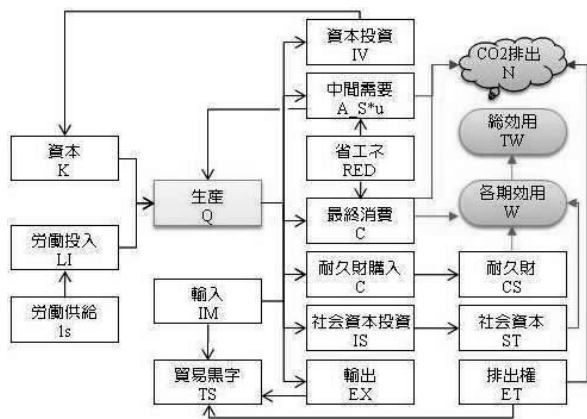 資本投資
IV
CO2排出
N
中間需要
A_S*u
総効用
TW
資本
K
省エネ
RED
生産
Q
各期効用
W
最終消費
C
労働投入
LI
耐久財購入
C
耐久財
CS
労働供給
ls
輸入
IM
社会資本投資
IS
社会資本
ST
貿易黒字
TS
輸出
EX
排出権
ET